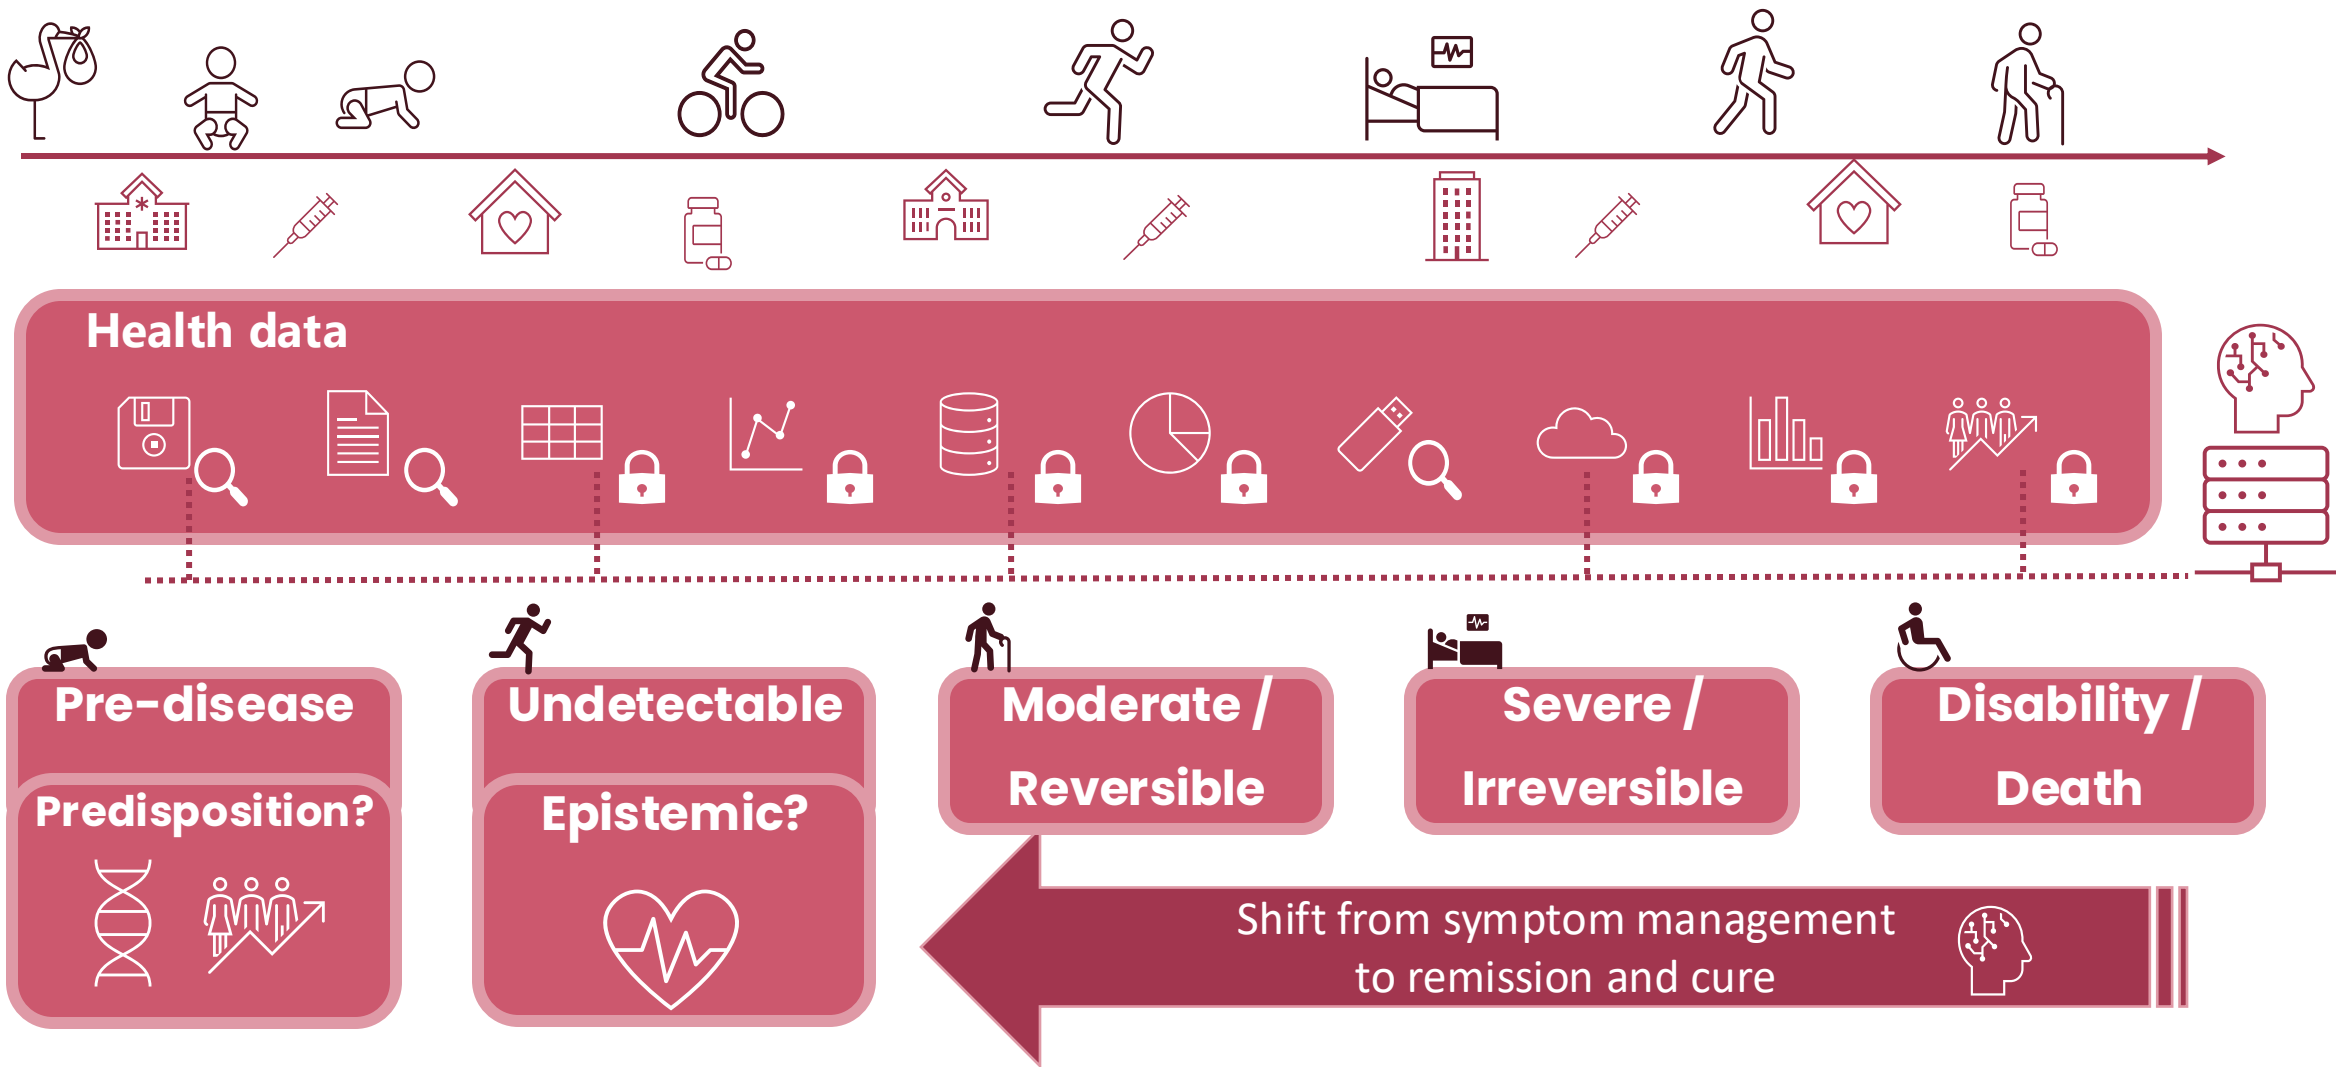 Health data
Pre-disease
Undetectable
Moderate /
Reversible
Severe /
Irreversible
Disability /
Death
Predisposition?
Epistemic?
Shift from symptom management
to remission and cure